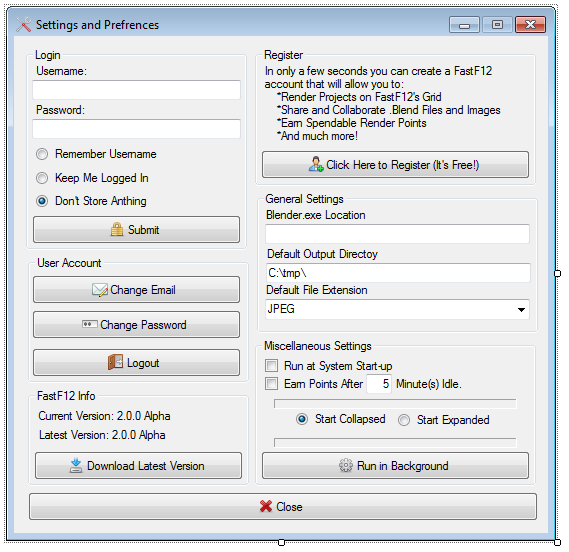 Settings and Prefrences
Login
Username:
Password:
Remember Username
Keep Me Logged In
Don't Store Anthing
Submit
User Account
Change Email
Change Password
Logout
FastF12 Info
Current Version: 2.0.0 Alpha
Latest Version: 2.0.0 Alpha
Download Latest Version
Register
In only a few seconds you can create a FastF12
account that will allow you to:
*Render Projects on FastF12's Grid
*Share and Collaborate .Blend Files and Images
*Earn Spendable Render Points
*And much more!
Click Here to Register (It's Free!)
General Settings
Blender.exe Location
Default Output Directoy
C:\tmp\
Default File Extension
JPEG
Miscellaneous Settings
Run at System Start-up
Earn Points After 5 Minute(s) Idle.
Start Collapsed Start Expanded
Run in Background
Close